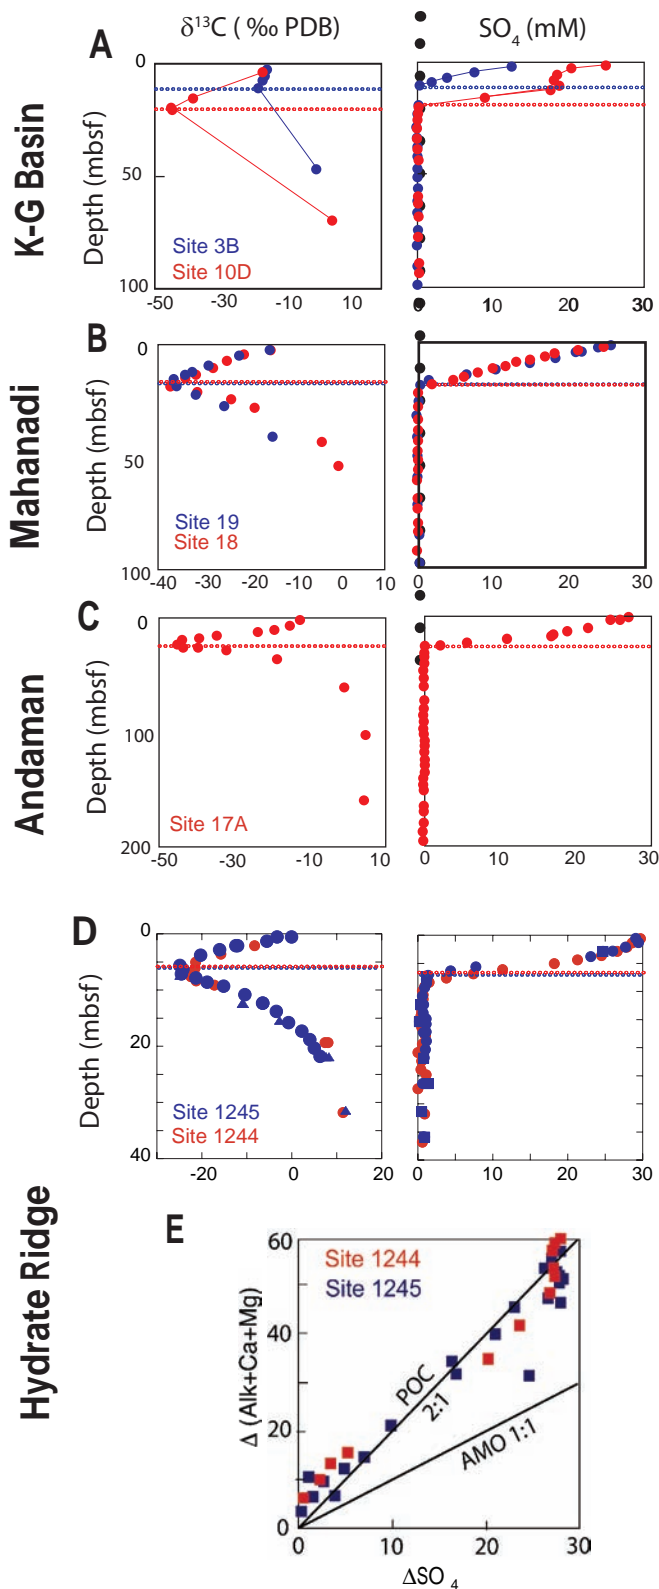 δ¹³C ( ‰ PDB)
SO₄ (mM)
A
K-G Basin
Depth (mbsf)
0
50
100
Site 3B
Site 10D
-50
-30
-10
10
0
10
20
30
B
Mahanadi
Depth (mbsf)
0
50
100
Site 19
Site 18
-40
-30
-20
-10
0
10
0
10
20
30
C
Andaman
Depth (mbsf)
0
100
200
Site 17A
-50
-30
-10
10
0
10
20
30
D
Hydrate Ridge
Depth (mbsf)
0
20
40
Site 1245
Site 1244
-20
0
20
0
10
20
30
E
Δ (Alk+Ca+Mg)
60
40
20
0
Site 1244
Site 1245
POC
2:1
AMO 1:1
0
10
20
30
ΔSO₄